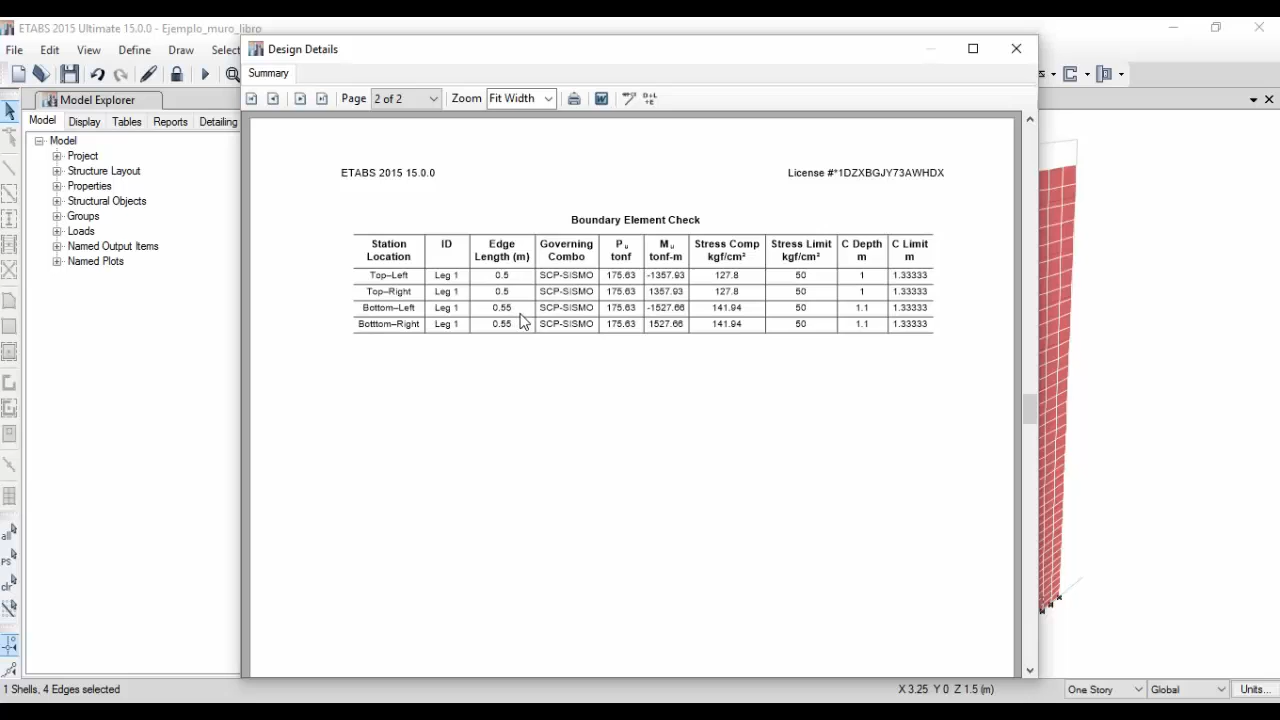 ETABS 2015 Ultimate 15.0.0 - Ejemplo_muro_libro
File Edit View Define Draw Select
Design Details
Summary
Page 2 of 2 Zoom Fit Width
Model Explorer
Model Display Tables Reports Detailing
Model
Project
Structure Layout
Properties
Structural Objects
Groups
Loads
Named Output Items
Named Plots
ETABS 2015 15.0.0 License #*1DZXBGJY73AWHDX
Boundary Element Check
Station Location ID Edge Length (m) Governing Combo Pu tonf Mu tonf-m Stress Comp kgf/cm² Stress Limit kgf/cm² C Depth m C Limit m
Top–Left Leg 1 0.5 SCP-SISMO 175.63 -1357.93 127.8 50 1 1.33333
Top–Right Leg 1 0.5 SCP-SISMO 175.63 1357.93 127.8 50 1 1.33333
Bottom–Left Leg 1 0.55 SCP-SISMO 175.63 -1527.66 141.94 50 1.1 1.33333
Botttom–Right Leg 1 0.55 SCP-SISMO 175.63 1527.66 141.94 50 1.1 1.33333
all
PS
clr
1 Shells, 4 Edges selected X 3.25 Y 0 Z 1.5 (m) One Story Global Units...